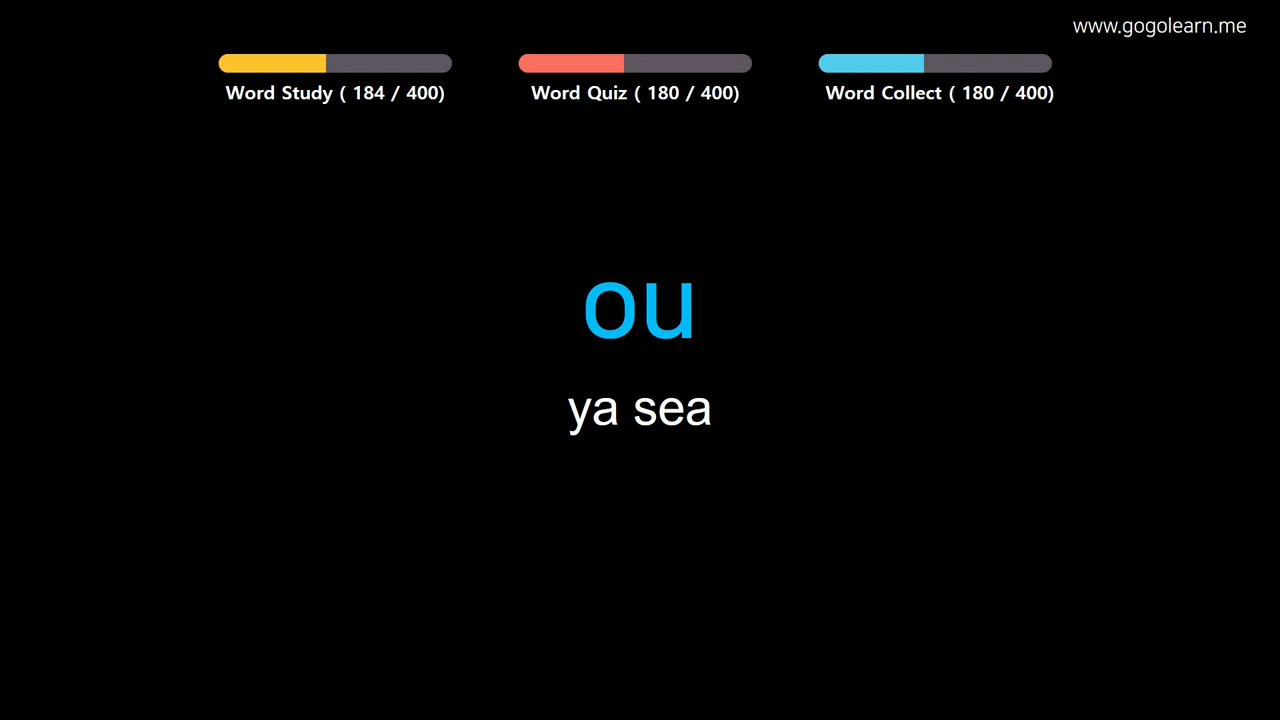 www.gogolearn.me
Word Study ( 184 / 400)
Word Quiz ( 180 / 400)
Word Collect ( 180 / 400)
ou
ya sea